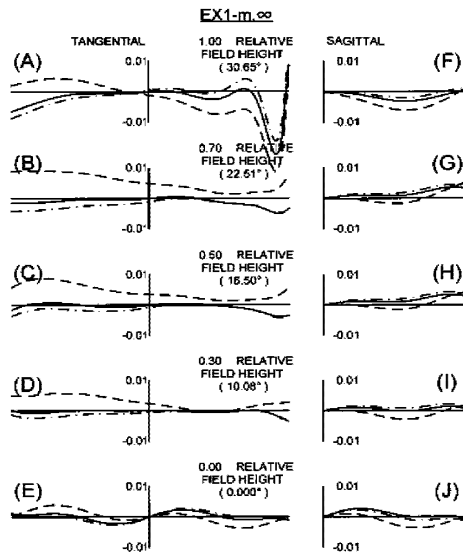 EX1-m,∞
TANGENTIAL 1.00 RELATIVE FIELD HEIGHT (30.65°) SAGITTAL
(A) 0.01 -0.01 (F) 0.01 -0.01
0.70 RELATIVE FIELD HEIGHT (22.51°)
(B) 0.01 -0.01 (G) 0.01 -0.01
0.50 RELATIVE FIELD HEIGHT (16.50°)
(C) 0.01 -0.01 (H) 0.01 -0.01
0.30 RELATIVE FIELD HEIGHT (10.08°)
(D) 0.01 -0.01 (I) 0.01 -0.01
0.00 RELATIVE FIELD HEIGHT (0.000°)
(E) 0.01 -0.01 (J) 0.01 -0.01